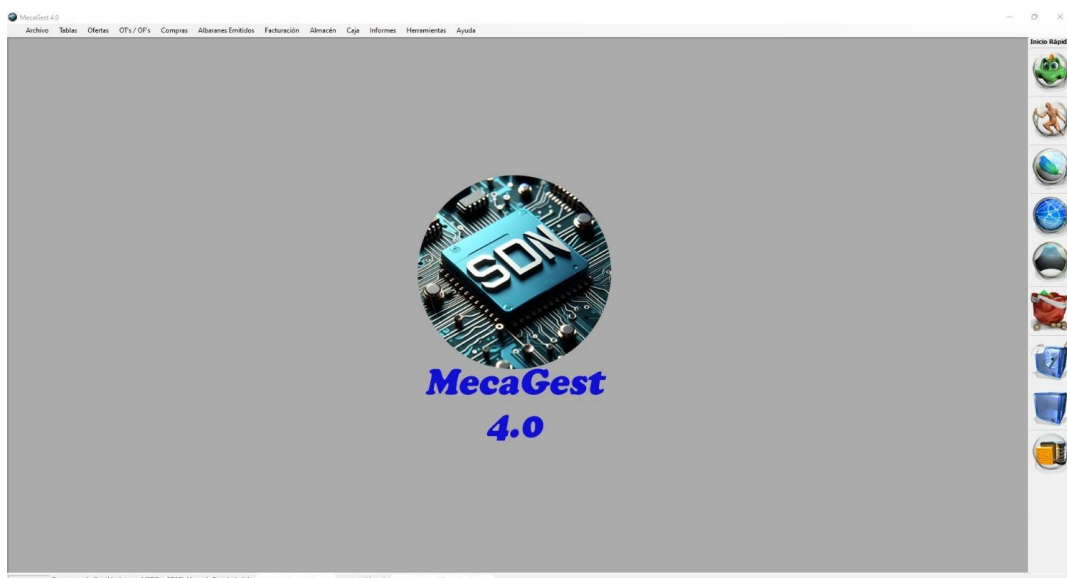 MecaGest 4.0
Archivo Tablas Ofertas OT's / OF's Compras Albaranes Emitidos Facturación Almacén Caja Informes Herramientas Ayuda
Inicio Rápid
SDN
MecaGest
4.0